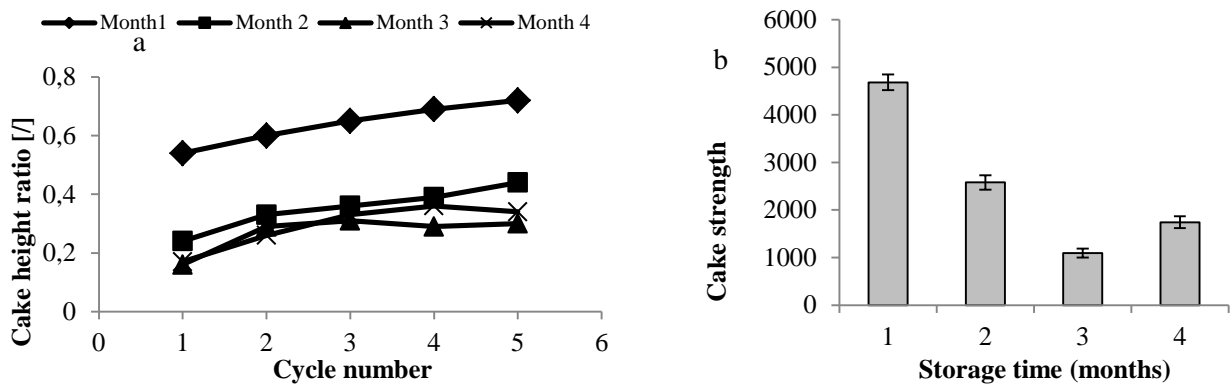 Month1 Month 2 Month 3 Month 4
a
Cake height ratio [/]
0,8
0,6
0,4
0,2
0
0 1 2 3 4 5 6
Cycle number
b
Cake strength
6000
5000
4000
3000
2000
1000
0
1 2 3 4
Storage time (months)